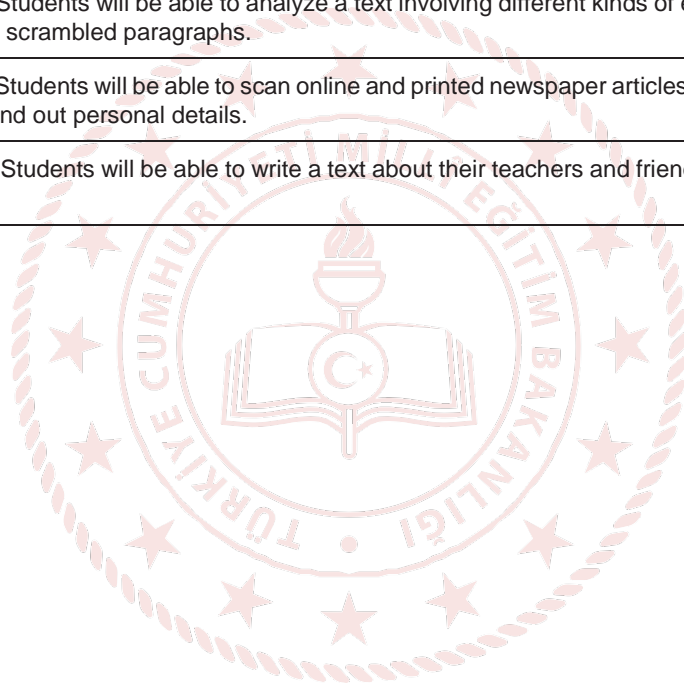 Students will be able to analyze a text involving different kinds of
scrambled paragraphs.
Students will be able to scan online and printed newspaper articles
nd out personal details.
Students will be able to write a text about their teachers and frien
TÜRKİYE CUMHURİYETİ MİLLİ EĞİTİM BAKANLIĞI